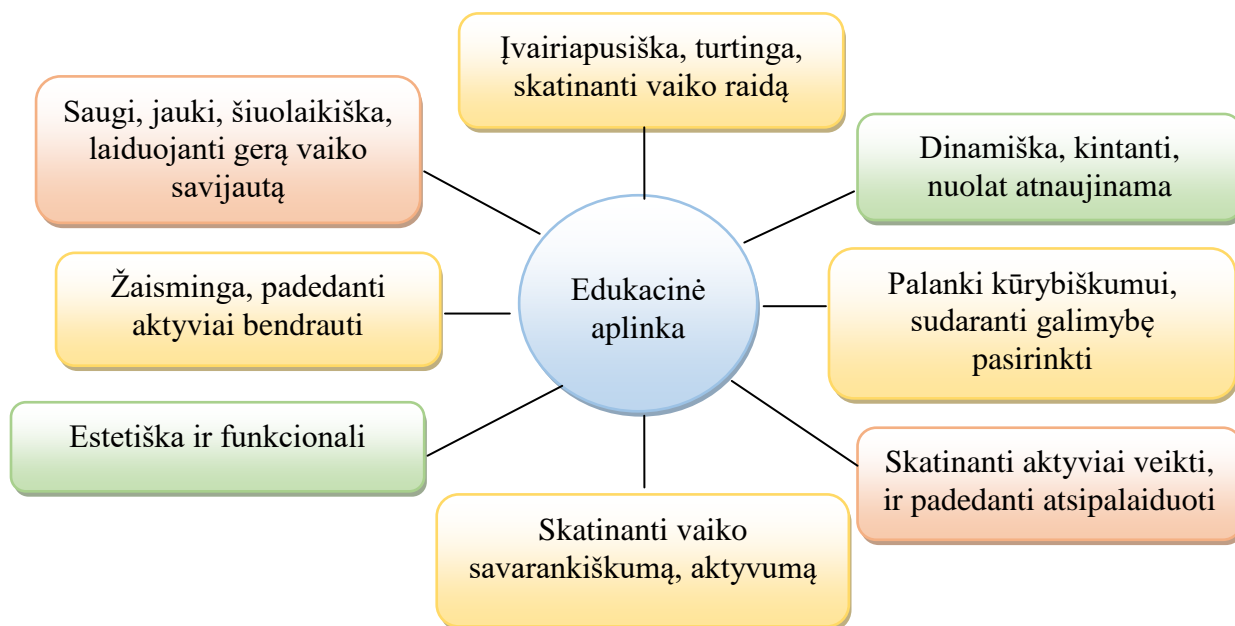 Įvairiapusiška, turtinga,
skatinanti vaiko raidą
Saugi, jauki, šiuolaikiška,
laiduojanti gerą vaiko
savijautą
Dinamiška, kintanti,
nuolat atnaujinama
Žaisminga, padedanti
aktyviai bendrauti
Edukacinė
aplinka
Palanki kūrybiškumui,
sudaranti galimybę
pasirinkti
Estetiška ir funkcionali
Skatinanti aktyviai veikti,
ir padedanti atsipalaiduoti
Skatinanti vaiko
savarankiškumą, aktyvumą